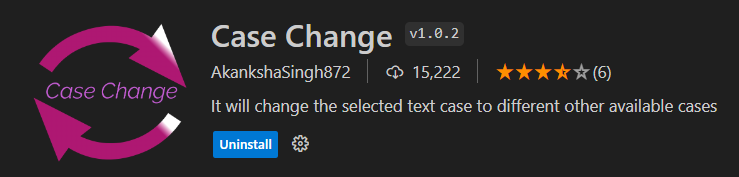 Case Change
Case Change v1.0.2
AkankshaSingh872 15,222 (6)
It will change the selected text case to different other available cases
Uninstall